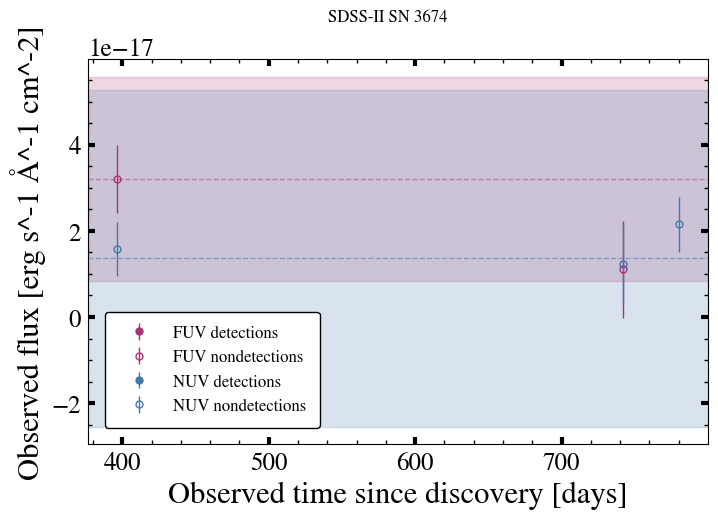 SDSS-II SN 3674
1e−17
Observed flux [erg s^-1 Å^-1 cm^-2]
4
2
0
−2
FUV detections
FUV nondetections
NUV detections
NUV nondetections
400 500 600 700
Observed time since discovery [days]